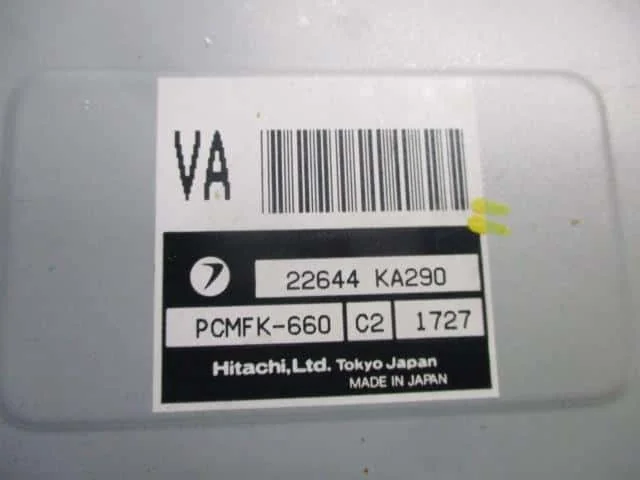 VA
22644 KA290
PCMFK-660 C2 1727
Hitachi,Ltd. Tokyo Japan
MADE IN JAPAN